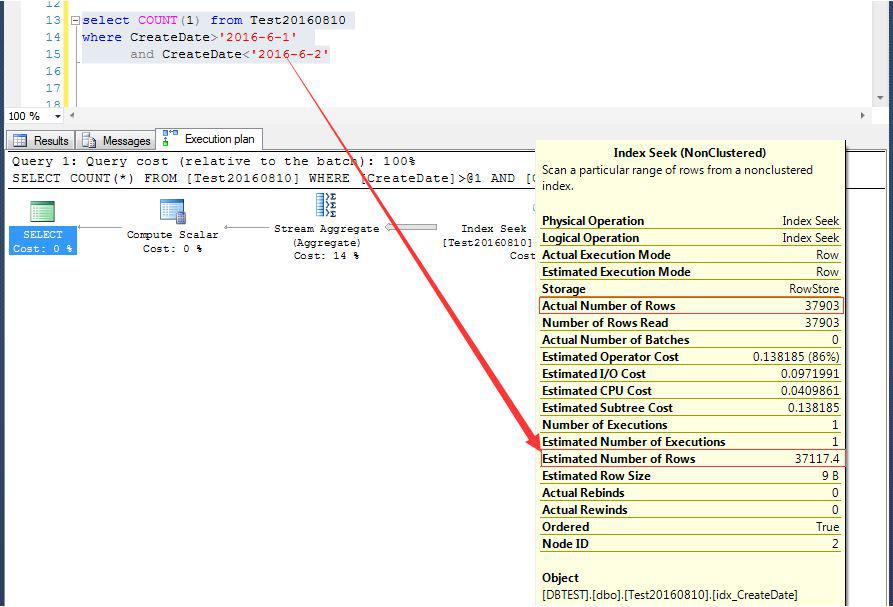 12
13 select COUNT(1) from Test20160810
14 where CreateDate>'2016-6-1'
15 and CreateDate<'2016-6-2'
16
17
18
100 %
Results Messages Execution plan
Query 1: Query cost (relative to the batch): 100%
SELECT COUNT(*) FROM [Test20160810] WHERE [CreateDate]>@1 AND [
SELECT
Cost: 0 %
Compute Scalar
Cost: 0 %
Stream Aggregate
(Aggregate)
Cost: 14 %
Index Seek
[Test20160810]
Cost
Index Seek (NonClustered)
Scan a particular range of rows from a nonclustered
index.
Physical Operation Index Seek
Logical Operation Index Seek
Actual Execution Mode Row
Estimated Execution Mode Row
Storage RowStore
Actual Number of Rows 37903
Number of Rows Read 37903
Actual Number of Batches 0
Estimated Operator Cost 0.138185 (86%)
Estimated I/O Cost 0.0971991
Estimated CPU Cost 0.0409861
Estimated Subtree Cost 0.138185
Number of Executions 1
Estimated Number of Executions 1
Estimated Number of Rows 37117.4
Estimated Row Size 9 B
Actual Rebinds 0
Actual Rewinds 0
Ordered True
Node ID 2
Object
[DBTEST].[dbo].[Test20160810].[idx_CreateDate]